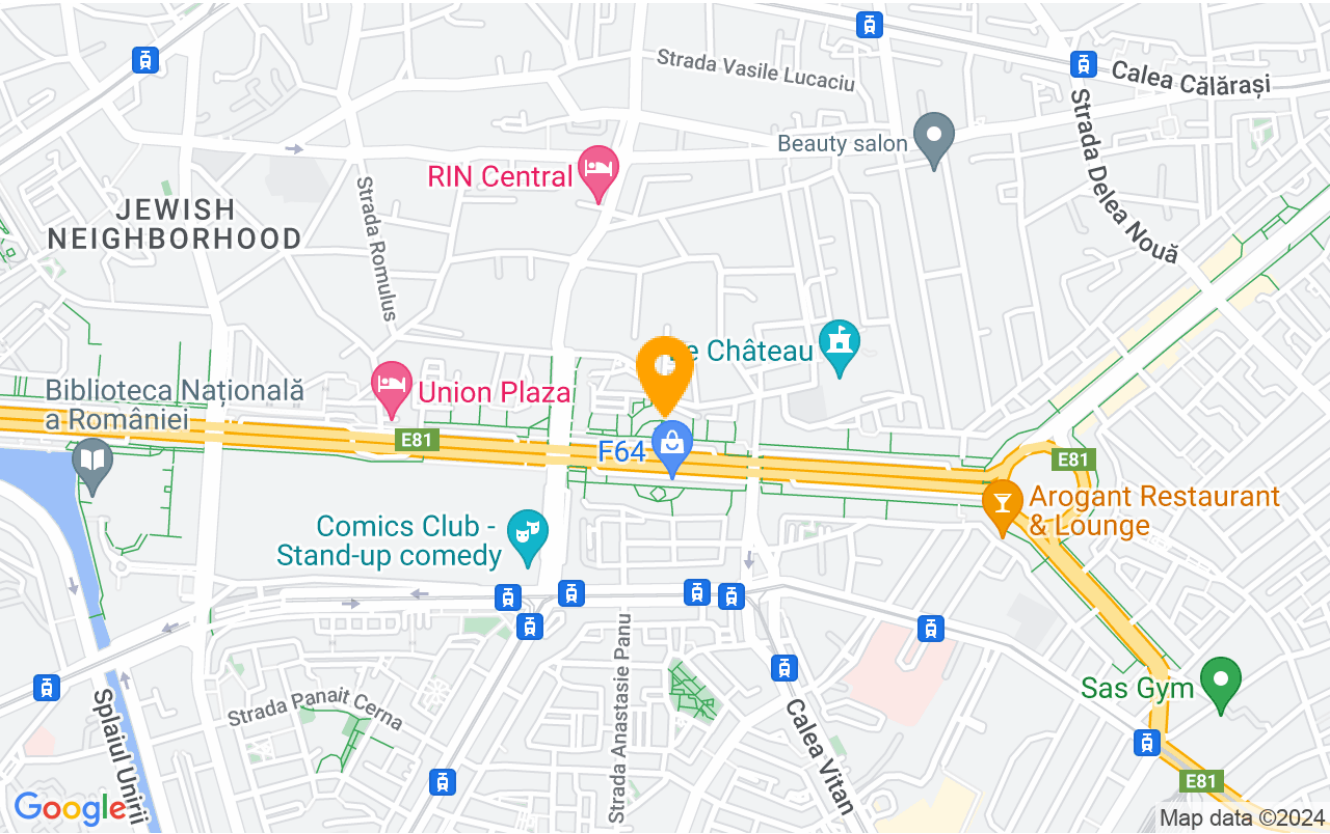 Strada Vasile Lucaciu
Calea Călărași
Strada Delea Nouă
Beauty salon
RIN Central
JEWISH
NEIGHBORHOOD
Strada Romulus
Château
Biblioteca Națională
a României
Union Plaza
E81
F64
E81
Arogant Restaurant
& Lounge
Comics Club -
Stand-up comedy
Strada Anastasie Panu
Strada Panait Cerna
Splaiul Unirii
Calea Vitan
Sas Gym
E81
Google
Map data ©2024